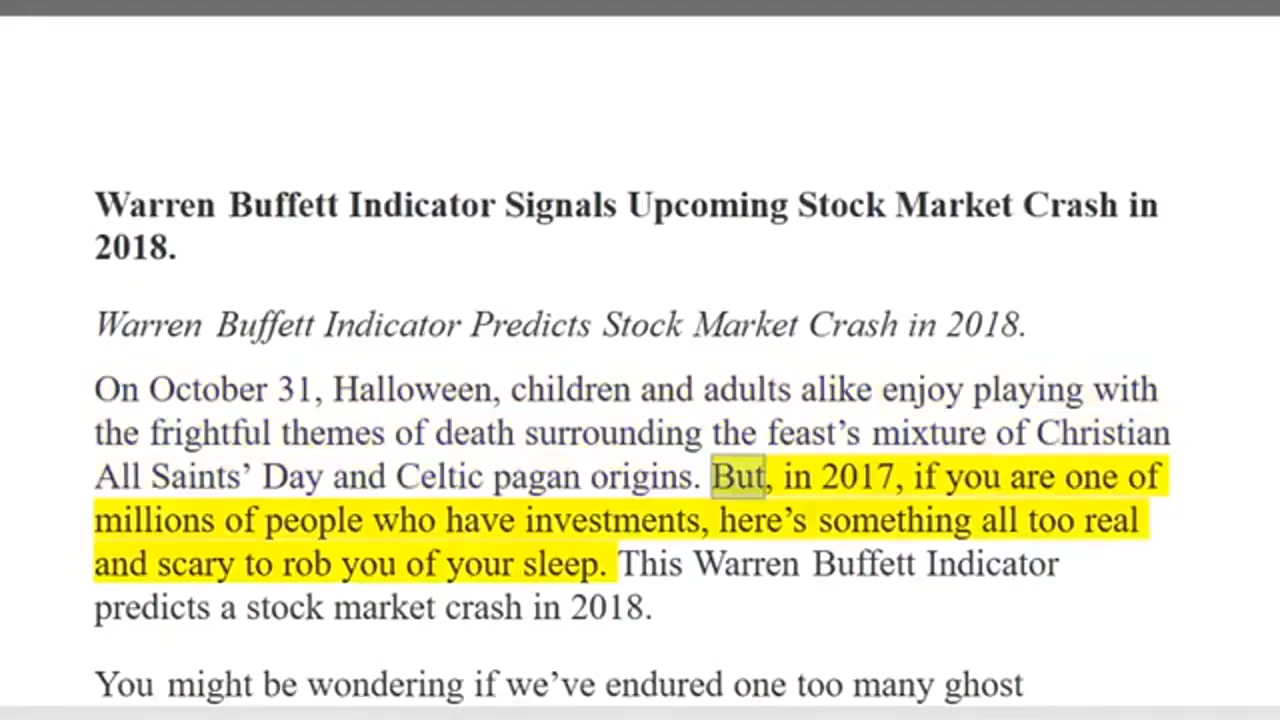 Warren Buffett Indicator Signals Upcoming Stock Market Crash in
2018.
Warren Buffett Indicator Predicts Stock Market Crash in 2018.
On October 31, Halloween, children and adults alike enjoy playing with
the frightful themes of death surrounding the feast’s mixture of Christian
All Saints’ Day and Celtic pagan origins. But, in 2017, if you are one of
millions of people who have investments, here’s something all too real
and scary to rob you of your sleep. This Warren Buffett Indicator
predicts a stock market crash in 2018.
You might be wondering if we’ve endured one too many ghost